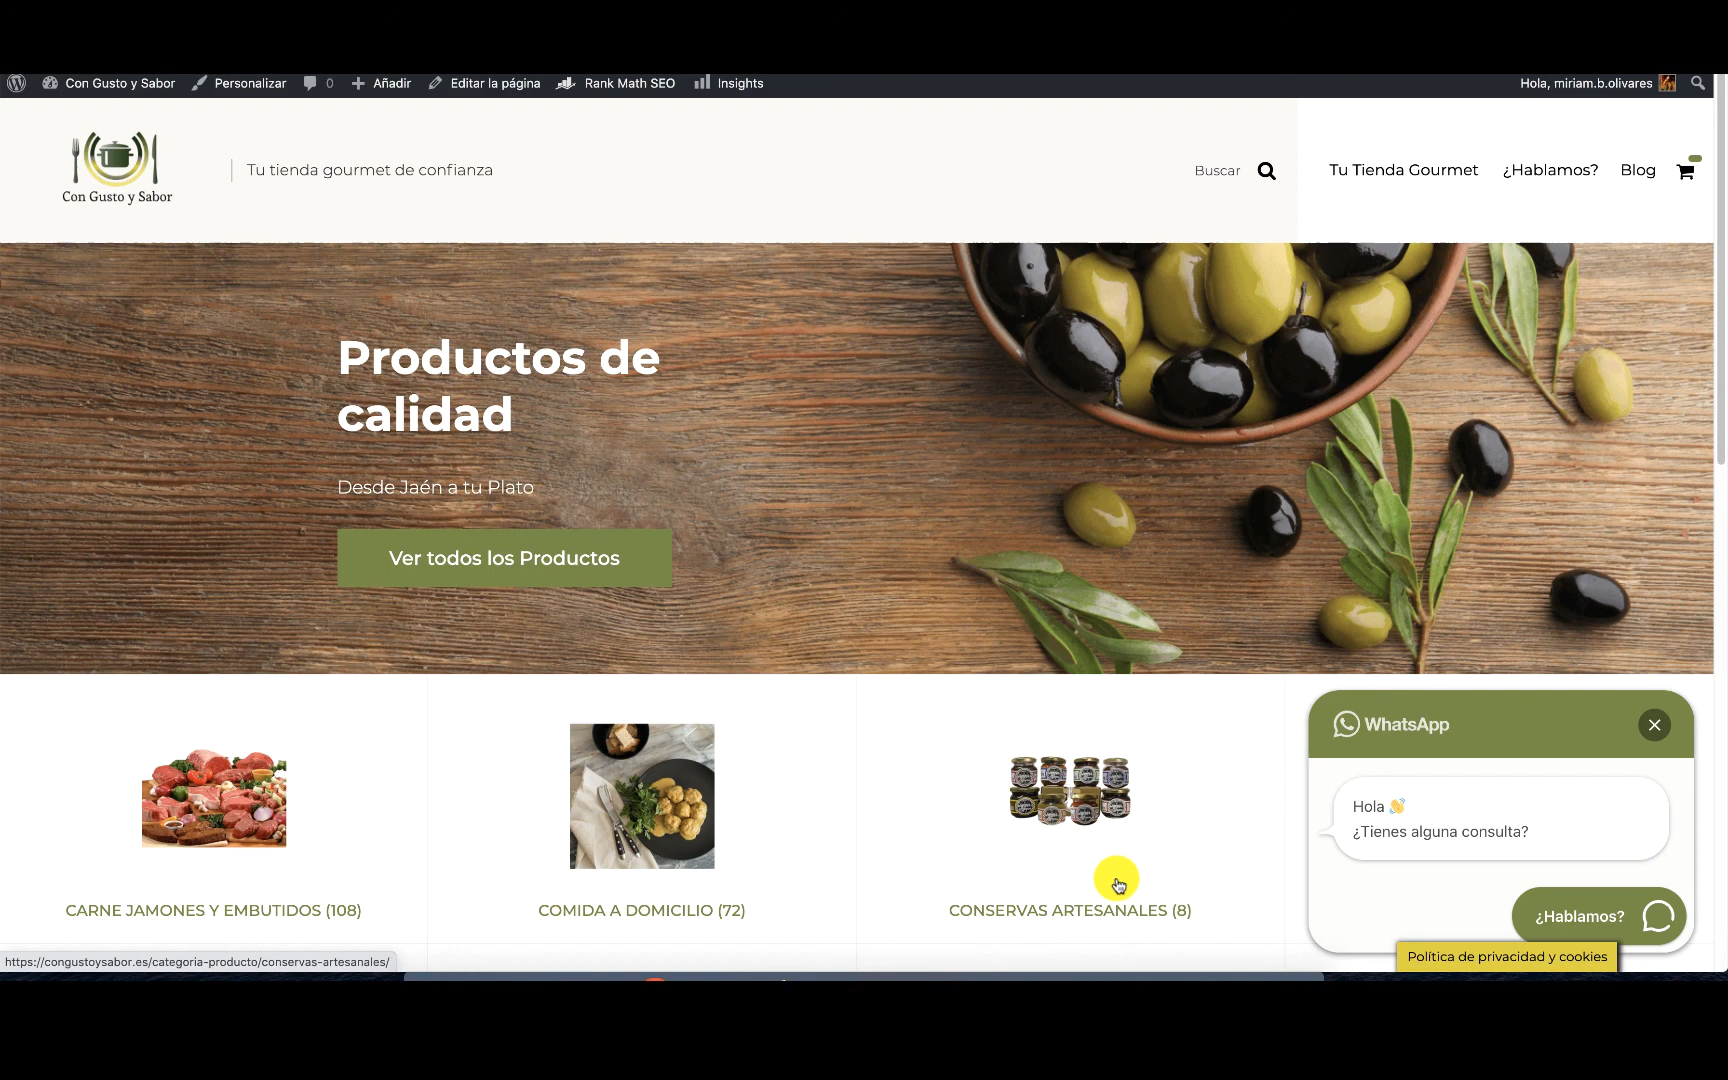 Con Gusto y Sabor Personalizar 0 Añadir Editar la página Rank Math SEO Insights Hola, miriam.b.olivares
Con Gusto y Sabor
Tu tienda gourmet de confianza
Buscar
Tu Tienda Gourmet ¿Hablamos? Blog
Productos de
calidad
Desde Jaén a tu Plato
Ver todos los Productos
CARNE JAMONES Y EMBUTIDOS (108)
COMIDA A DOMICILIO (72)
CONSERVAS ARTESANALES (8)
WhatsApp
Hola 👋
¿Tienes alguna consulta?
¿Hablamos?
Política de privacidad y cookies
https://congustoysabor.es/categoria-producto/conservas-artesanales/